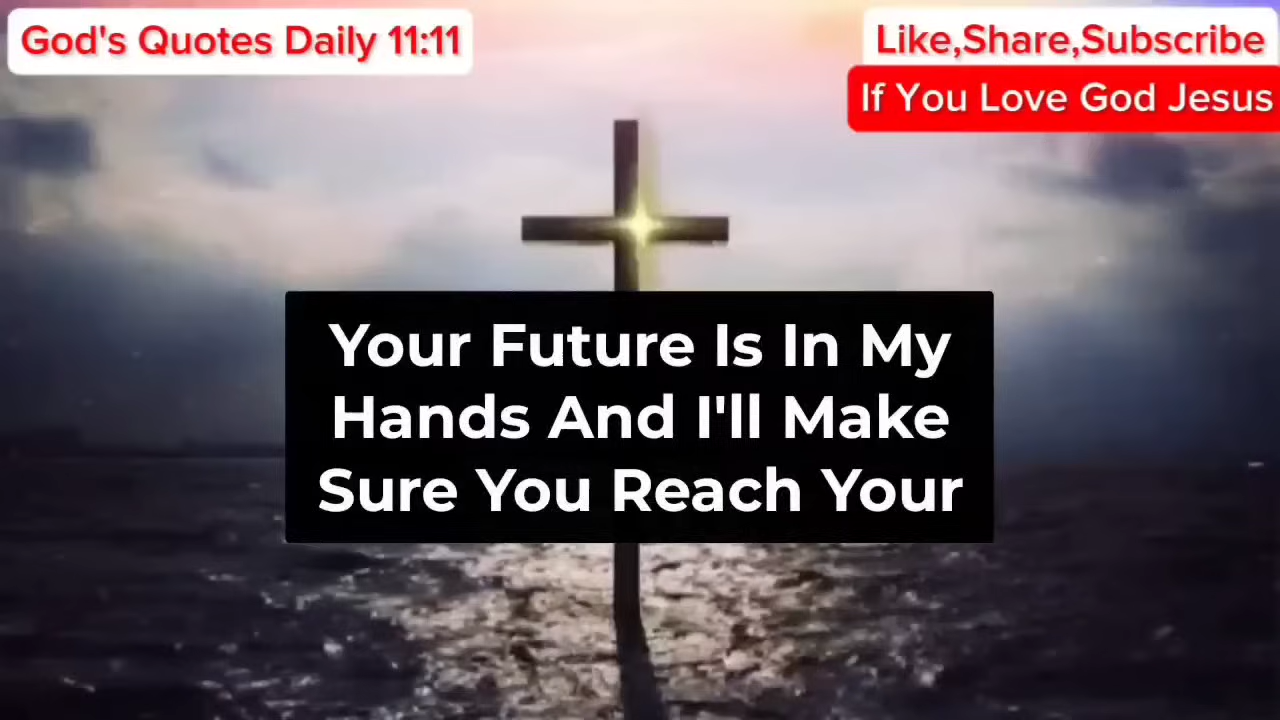 God's Quotes Daily 11:11
Like,Share,Subscribe
If You Love God Jesus
Your Future Is In My
Hands And I'll Make
Sure You Reach Your